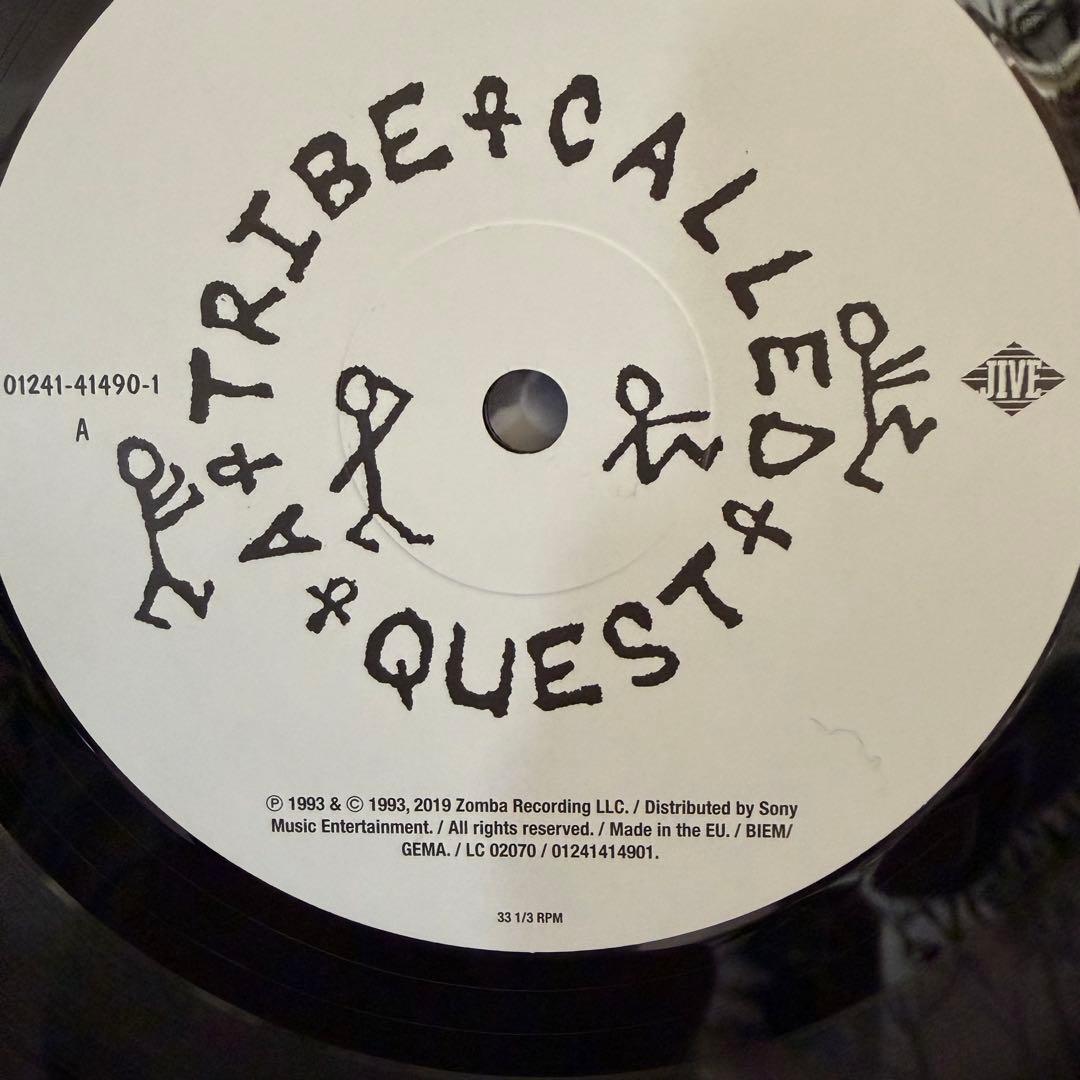 A TRIBE CALLED QUEST
01241-41490-1
A
JIVE
℗ 1993 & © 1993, 2019 Zomba Recording LLC. / Distributed by Sony
Music Entertainment. / All rights reserved. / Made in the EU. / BIEM/
GEMA. / LC 02070 / 01241414901.
33 1/3 RPM